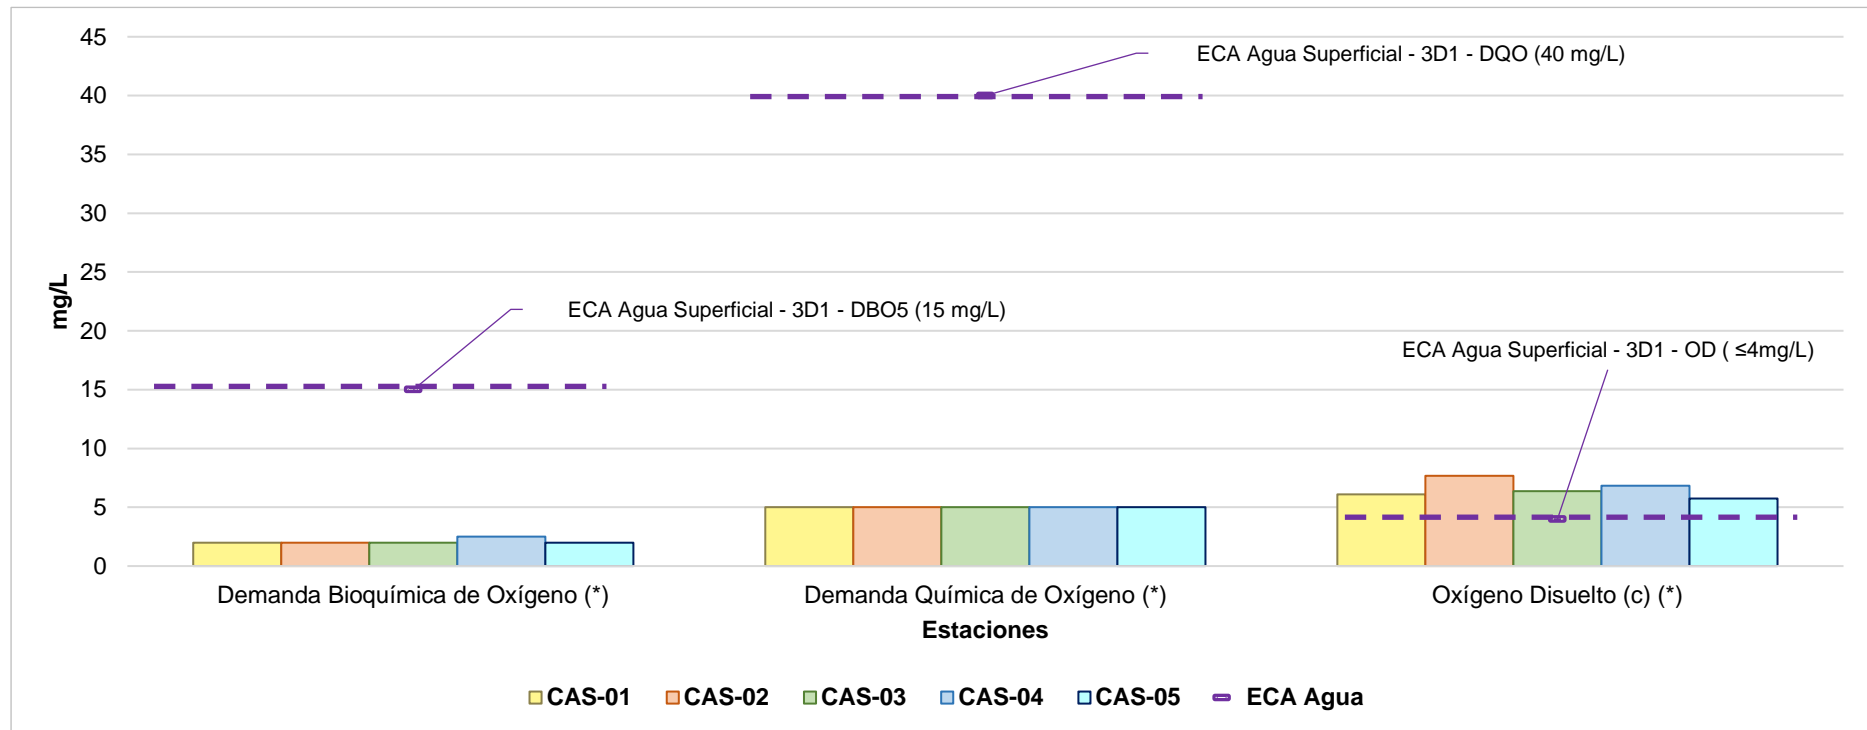 45
40
35
30
25
20
15
10
5
0
mg/L
ECA Agua Superficial - 3D1 - DQO (40 mg/L)
ECA Agua Superficial - 3D1 - DBO5 (15 mg/L)
ECA Agua Superficial - 3D1 - OD ( ≤4mg/L)
Demanda Bioquímica de Oxígeno (*)
Demanda Química de Oxígeno (*)
Oxígeno Disuelto (c) (*)
Estaciones
CAS-01 CAS-02 CAS-03 CAS-04 CAS-05 ECA Agua